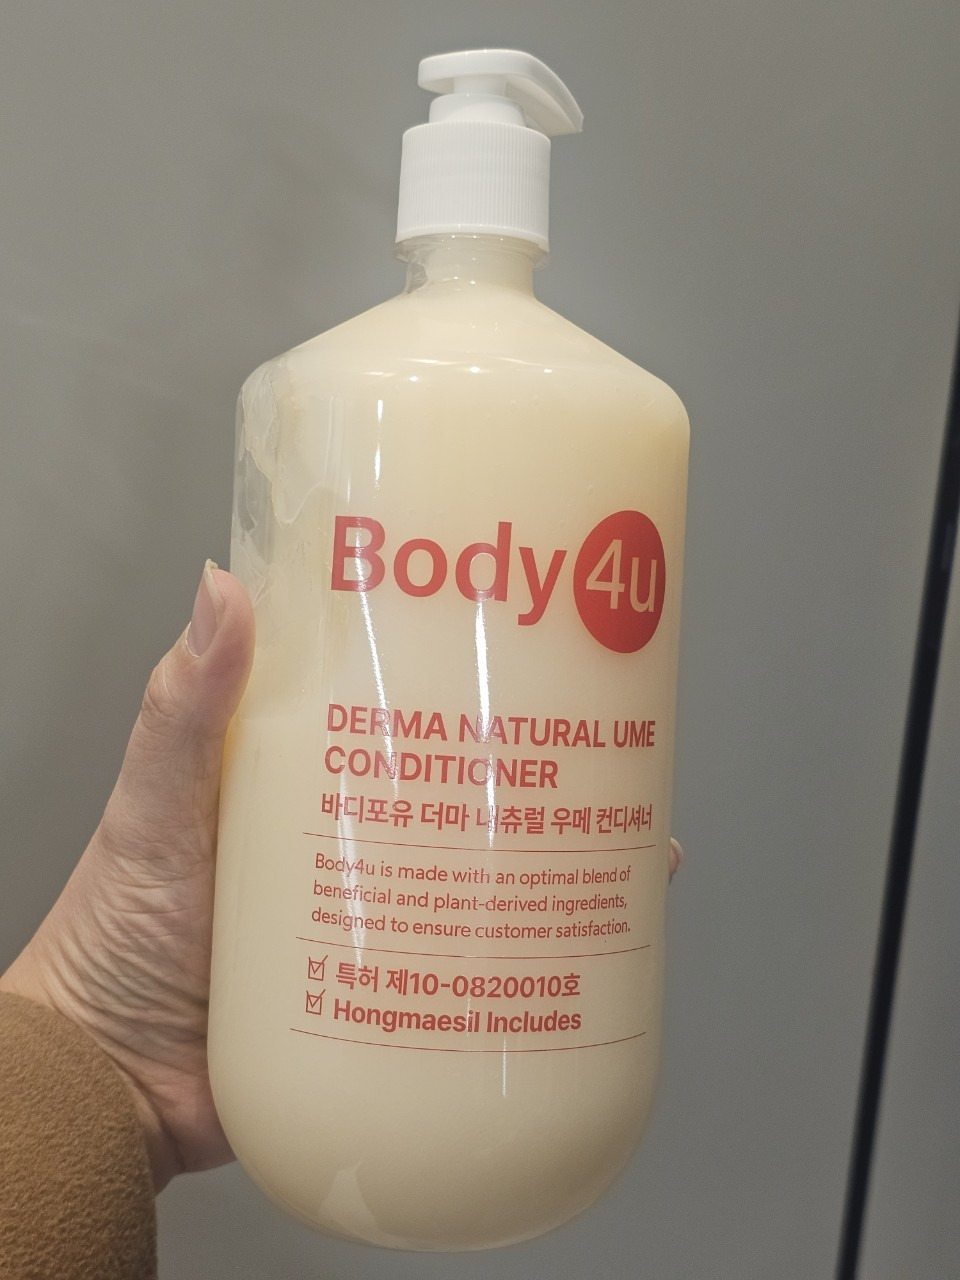 Body 4u
DERMA NATURAL UME
CONDITIONER
바디포유 더마 내츄럴 우메 컨디셔너
Body4u is made with an optimal blend of
beneficial and plant-derived ingredients,
designed to ensure customer satisfaction.
특허 제10-0820010호
Hongmaesil Includes